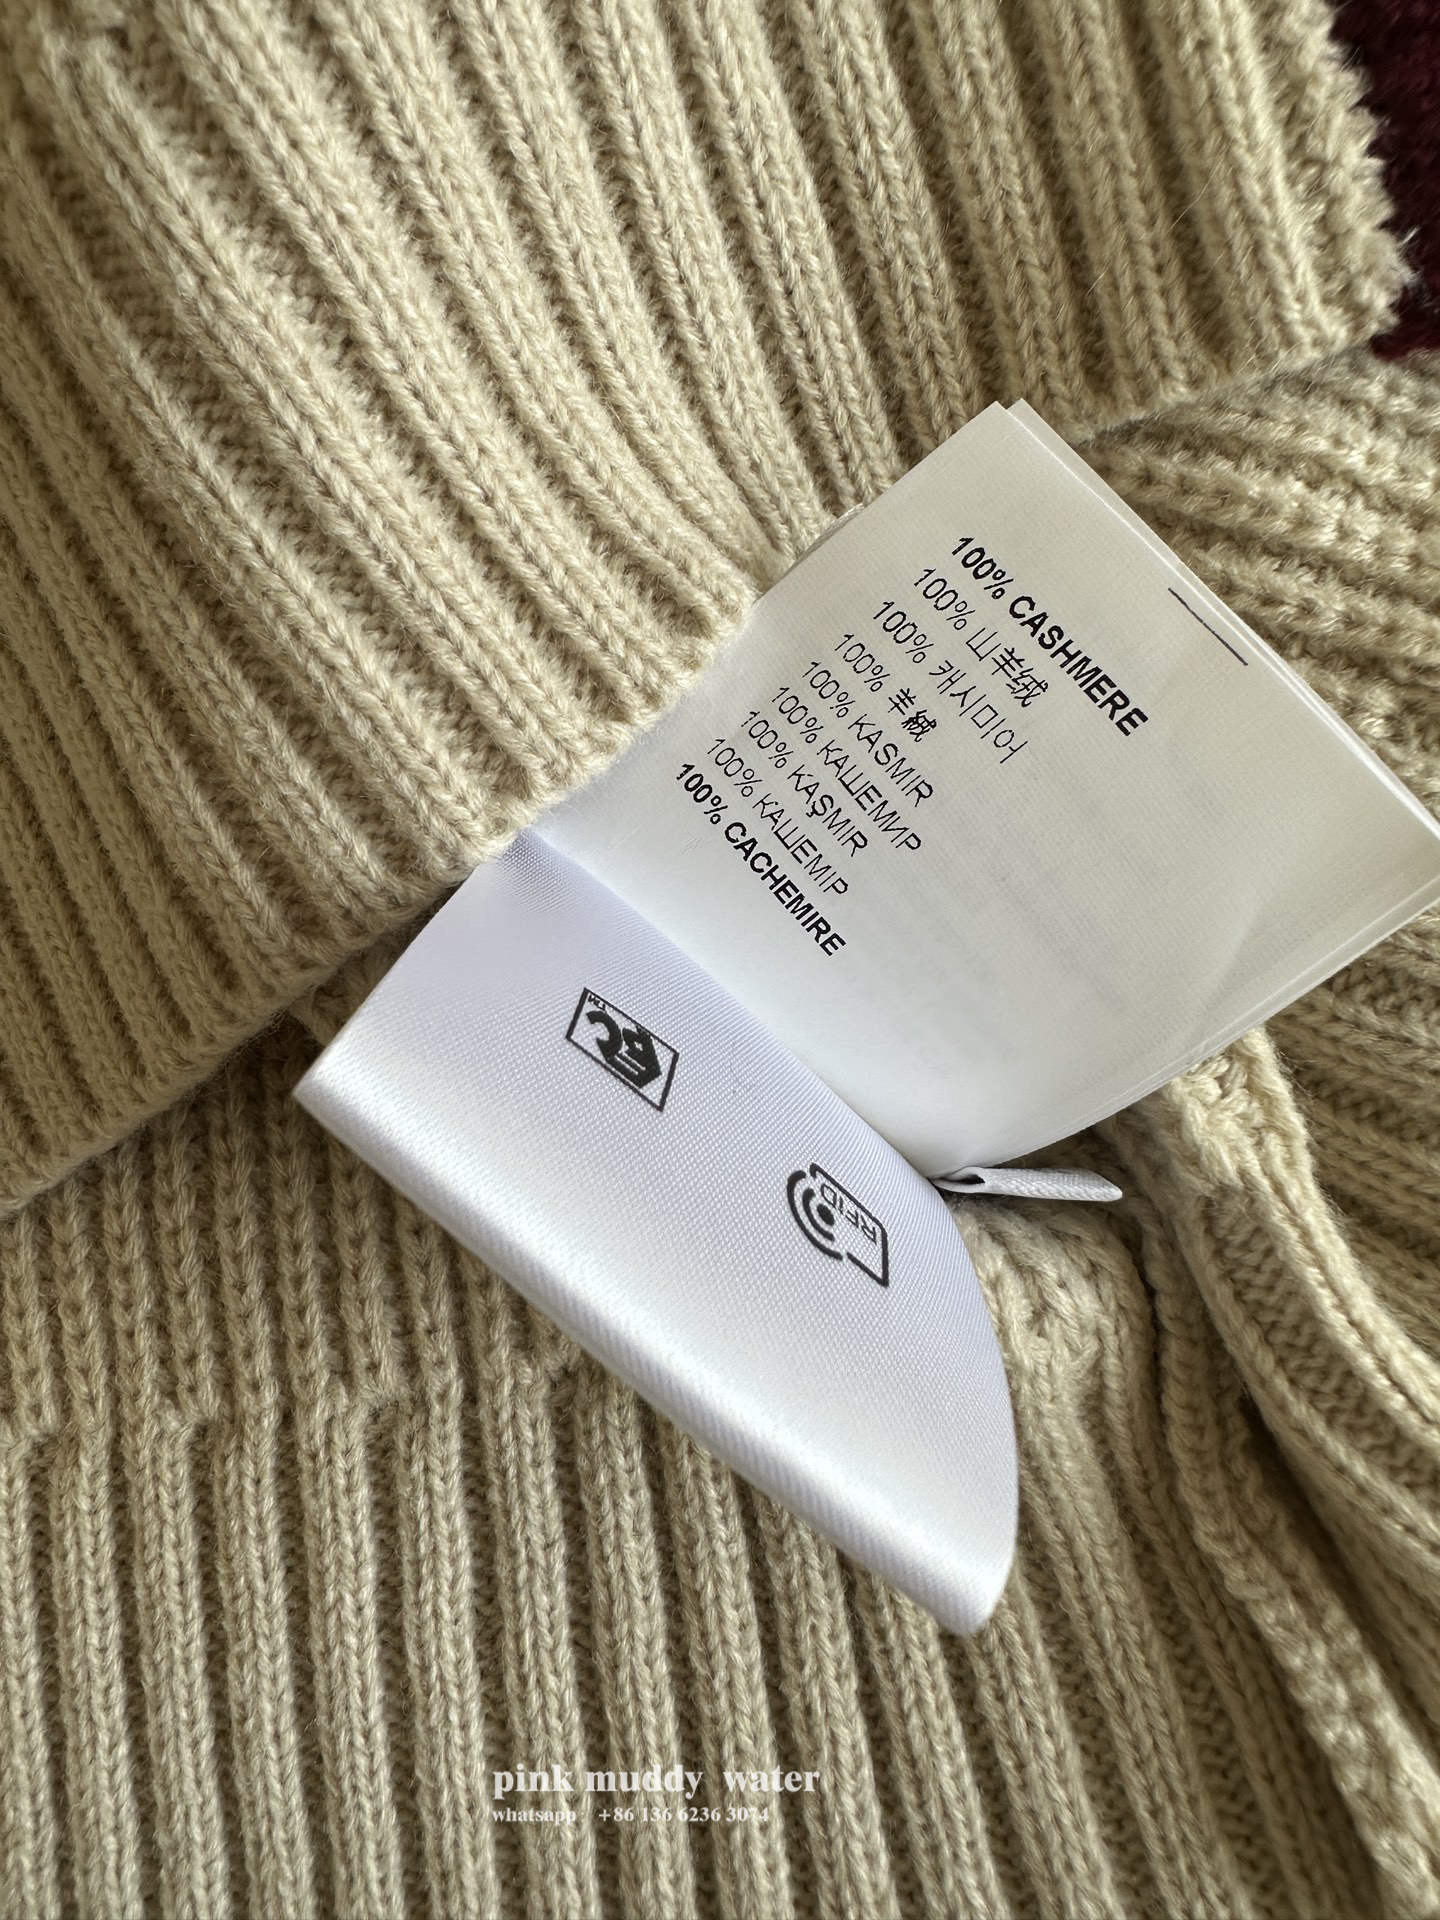 100% CASHMERE
100% 山羊绒
100% 캐시미어
100% 羊絨
100% KASMIR
100% КАШЕМИР
100% KAŞMIR
100% КАШЕМІР
100% CACHEMIRE
RFID
pink muddy water
whatsapp: +86 136 6236 3074